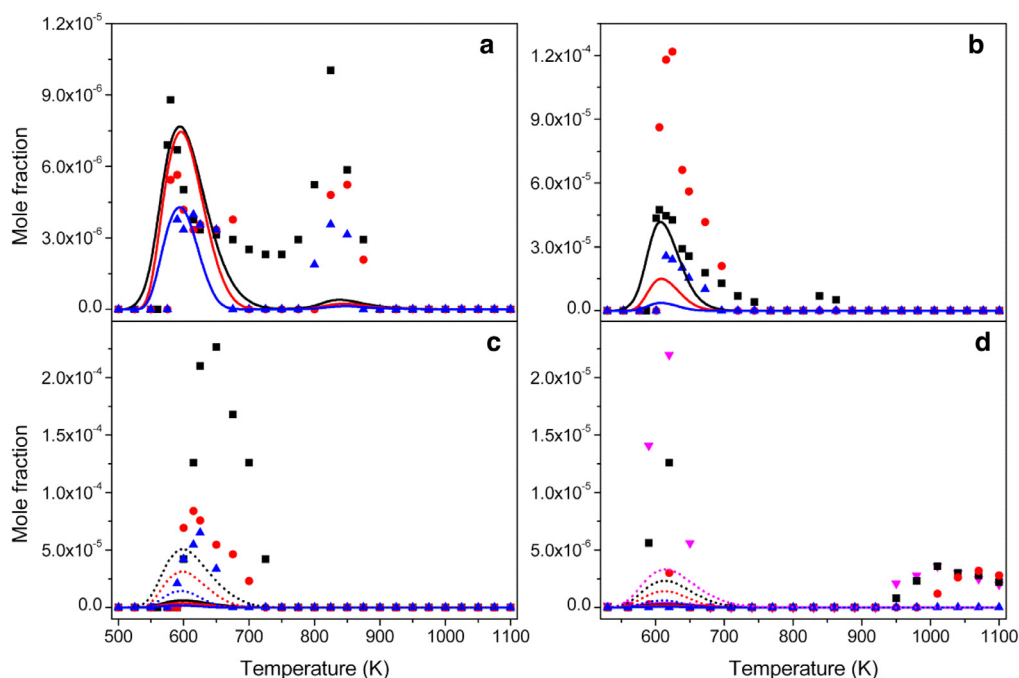 a
1.2x10⁻⁵
9.0x10⁻⁶
6.0x10⁻⁶
3.0x10⁻⁶
0.0
Mole fraction
b
1.2x10⁻⁴
9.0x10⁻⁵
6.0x10⁻⁵
3.0x10⁻⁵
0.0
c
2.0x10⁻⁴
1.5x10⁻⁴
1.0x10⁻⁴
5.0x10⁻⁵
0.0
Mole fraction
500 600 700 800 900 1000 1100
Temperature (K)
d
2.0x10⁻⁵
1.5x10⁻⁵
1.0x10⁻⁵
5.0x10⁻⁶
0.0
600 700 800 900 1000 1100
Temperature (K)